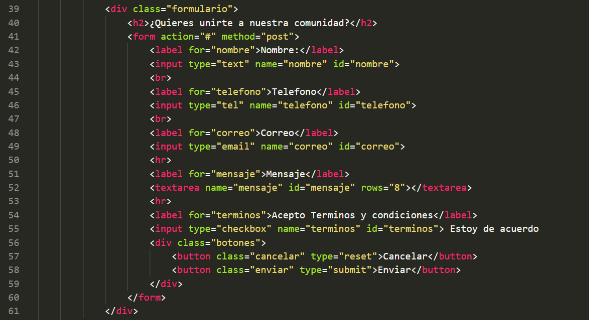 39 <div class="formulario">
40 <h2>¿Quieres unirte a nuestra comunidad?</h2>
41 <form action="#" method="post">
42 <label for="nombre">Nombre:</label>
43 <input type="text" name="nombre" id="nombre">
44 <br>
45 <label for="telefono">Telefono</label>
46 <input type="tel" name="telefono" id="telefono">
47 <br>
48 <label for="correo">Correo</label>
49 <input type="email" name="correo" id="correo">
50 <hr>
51 <label for="mensaje">Mensaje</label>
52 <textarea name="mensaje" id="mensaje" rows="8"></textarea>
53 <hr>
54 <label for="terminos">Acepto Terminos y condiciones</label>
55 <input type="checkbox" name="terminos" id="terminos"> Estoy de acuerdo
56 <div class="botones">
57 <button class="cancelar" type="reset">Cancelar</button>
58 <button class="enviar" type="submit">Enviar</button>
59 </div>
60 </form>
61 </div>